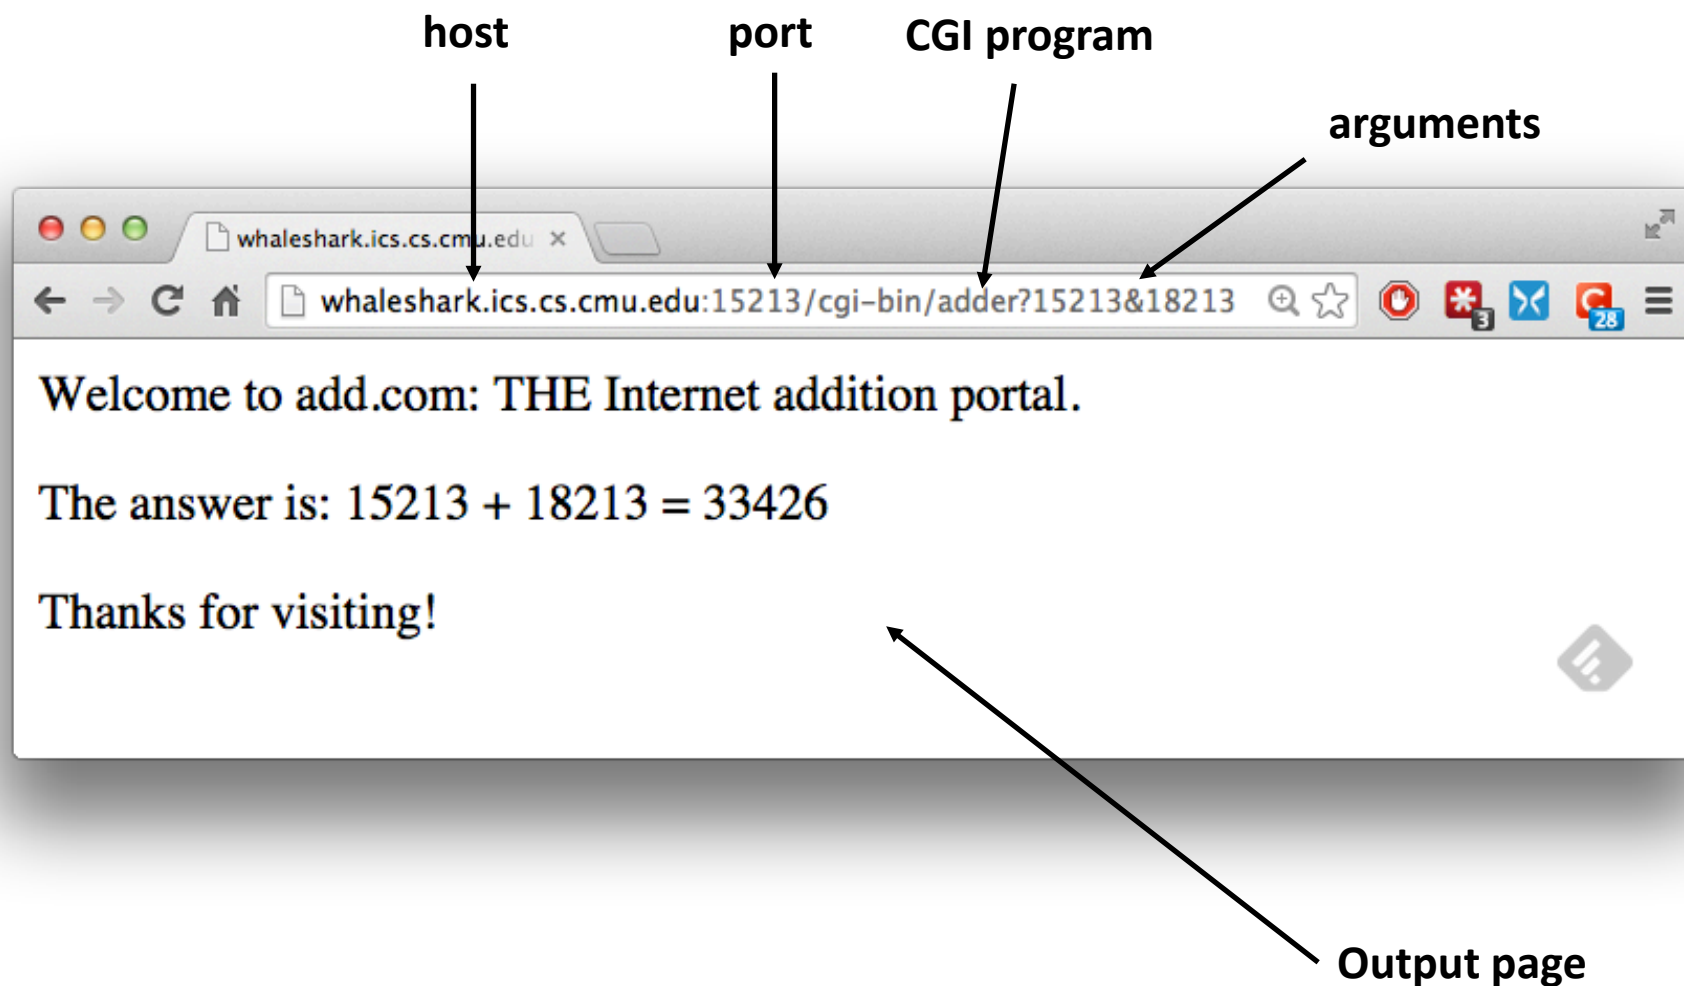 host
port
CGI program
arguments
whaleshark.ics.cs.cmu.edu
whaleshark.ics.cs.cmu.edu:15213/cgi-bin/adder?15213&18213
3
28
Welcome to add.com: THE Internet addition portal.
The answer is: 15213 + 18213 = 33426
Thanks for visiting!
Output page